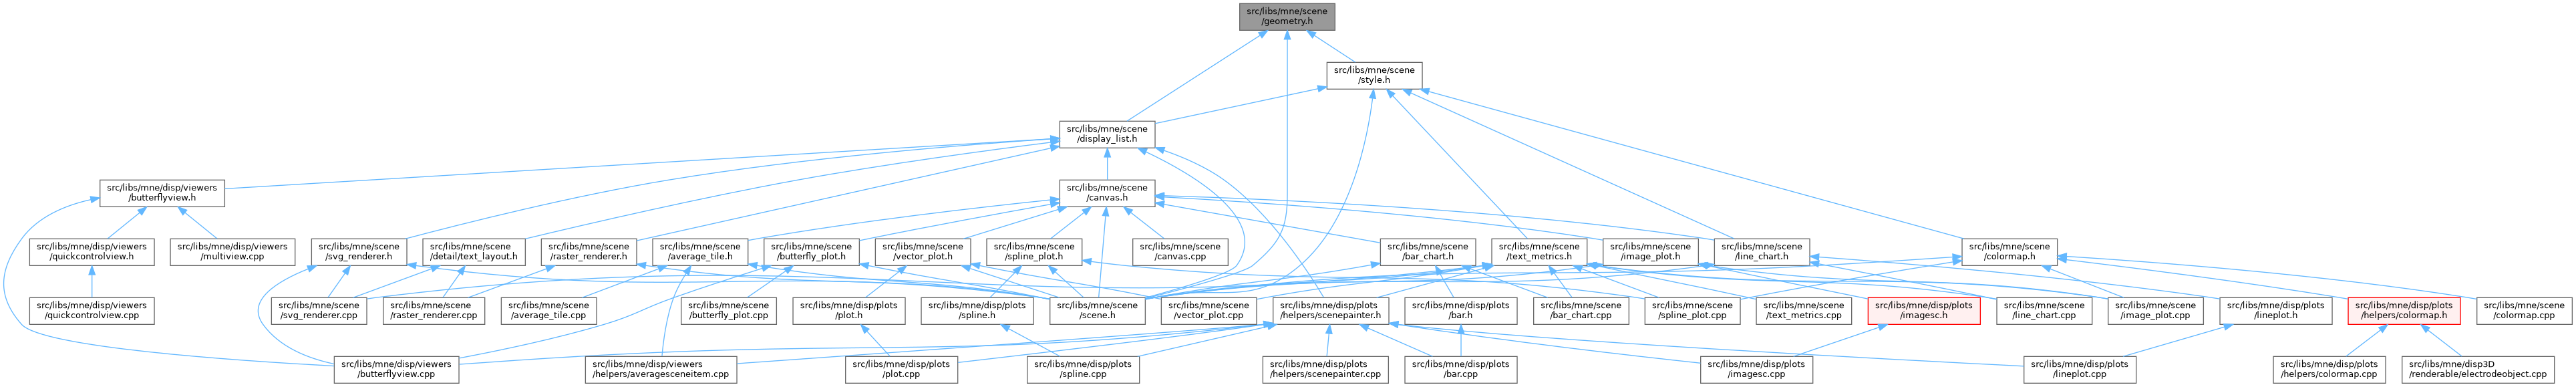 src/libs/mne/scene
/geometry.h
src/libs/mne/scene
/style.h
src/libs/mne/scene
/display_list.h
src/libs/mne/disp/viewers
/butterflyview.h
src/libs/mne/scene
/canvas.h
src/libs/mne/disp/viewers
/quickcontrolview.h
src/libs/mne/disp/viewers
/multiview.cpp
src/libs/mne/scene
/svg_renderer.h
src/libs/mne/scene
/detail/text_layout.h
src/libs/mne/scene
/raster_renderer.h
src/libs/mne/scene
/average_tile.h
src/libs/mne/scene
/butterfly_plot.h
src/libs/mne/scene
/vector_plot.h
src/libs/mne/scene
/spline_plot.h
src/libs/mne/scene
/canvas.cpp
src/libs/mne/scene
/bar_chart.h
src/libs/mne/scene
/text_metrics.h
src/libs/mne/scene
/image_plot.h
src/libs/mne/scene
/line_chart.h
src/libs/mne/scene
/colormap.h
src/libs/mne/disp/viewers
/quickcontrolview.cpp
src/libs/mne/scene
/svg_renderer.cpp
src/libs/mne/scene
/raster_renderer.cpp
src/libs/mne/scene
/average_tile.cpp
src/libs/mne/scene
/butterfly_plot.cpp
src/libs/mne/disp/plots
/plot.h
src/libs/mne/disp/plots
/spline.h
src/libs/mne/scene
/scene.h
src/libs/mne/scene
/vector_plot.cpp
src/libs/mne/disp/plots
/helpers/scenepainter.h
src/libs/mne/disp/plots
/bar.h
src/libs/mne/scene
/bar_chart.cpp
src/libs/mne/scene
/spline_plot.cpp
src/libs/mne/scene
/text_metrics.cpp
src/libs/mne/disp/plots
/imagesc.h
src/libs/mne/scene
/line_chart.cpp
src/libs/mne/scene
/image_plot.cpp
src/libs/mne/disp/plots
/lineplot.h
src/libs/mne/disp/plots
/helpers/colormap.h
src/libs/mne/scene
/colormap.cpp
src/libs/mne/disp/viewers
/butterflyview.cpp
src/libs/mne/disp/viewers
/helpers/averagesceneitem.cpp
src/libs/mne/disp/plots
/plot.cpp
src/libs/mne/disp/plots
/spline.cpp
src/libs/mne/disp/plots
/helpers/scenepainter.cpp
src/libs/mne/disp/plots
/bar.cpp
src/libs/mne/disp/plots
/imagesc.cpp
src/libs/mne/disp/plots
/lineplot.cpp
src/libs/mne/disp/plots
/helpers/colormap.cpp
src/libs/mne/disp3D
/renderable/electrodeobject.cpp